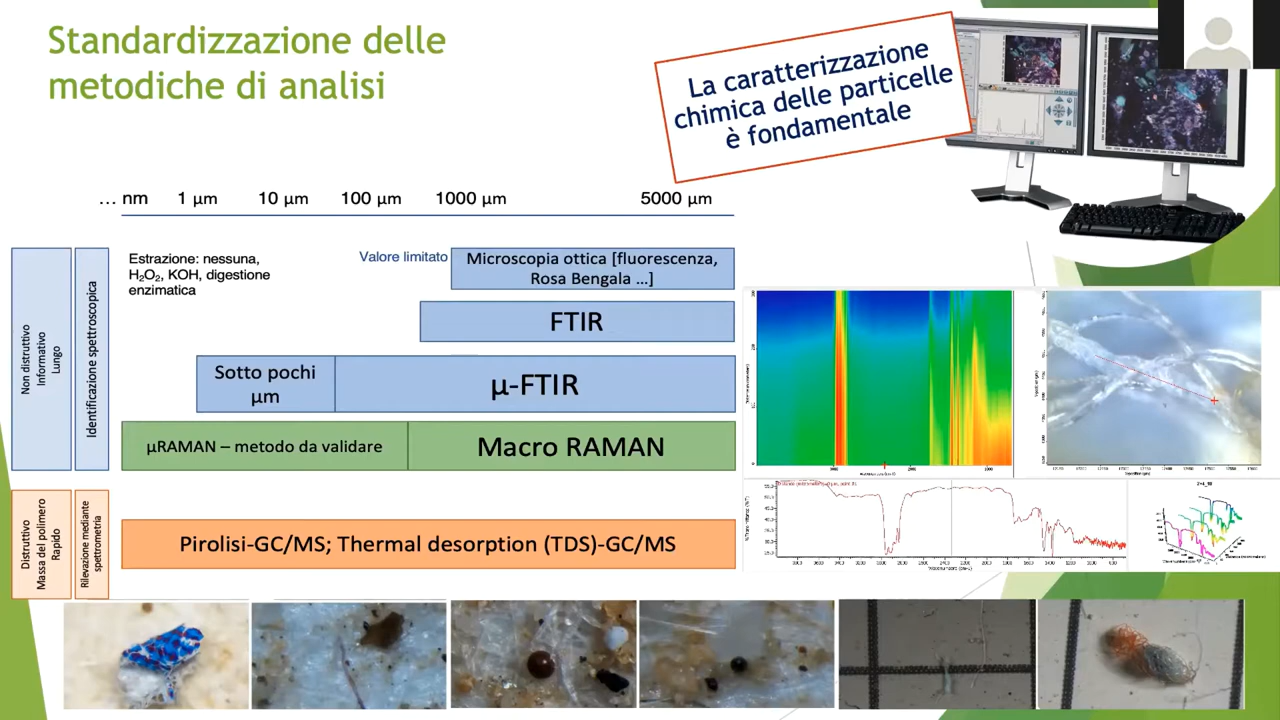 Standardizzazione delle
metodiche di analisi
La caratterizzazione
chimica delle particelle
è fondamentale
... nm 1 µm 10 µm 100 µm 1000 µm 5000 µm
Non distruttivo
Informativo
Lungo
Identificazione spettroscopica
Estrazione: nessuna,
H₂O₂, KOH, digestione
enzimatica
Valore limitato
Microscopia ottica [fluorescenza,
Rosa Bengala ...]
FTIR
Sotto pochi
µm
µ-FTIR
µRAMAN – metodo da validare
Macro RAMAN
Distruttivo
Massa del polimero
Rapido
Rilevazione mediante
spettrometria
Pirolisi-GC/MS; Thermal desorption (TDS)-GC/MS